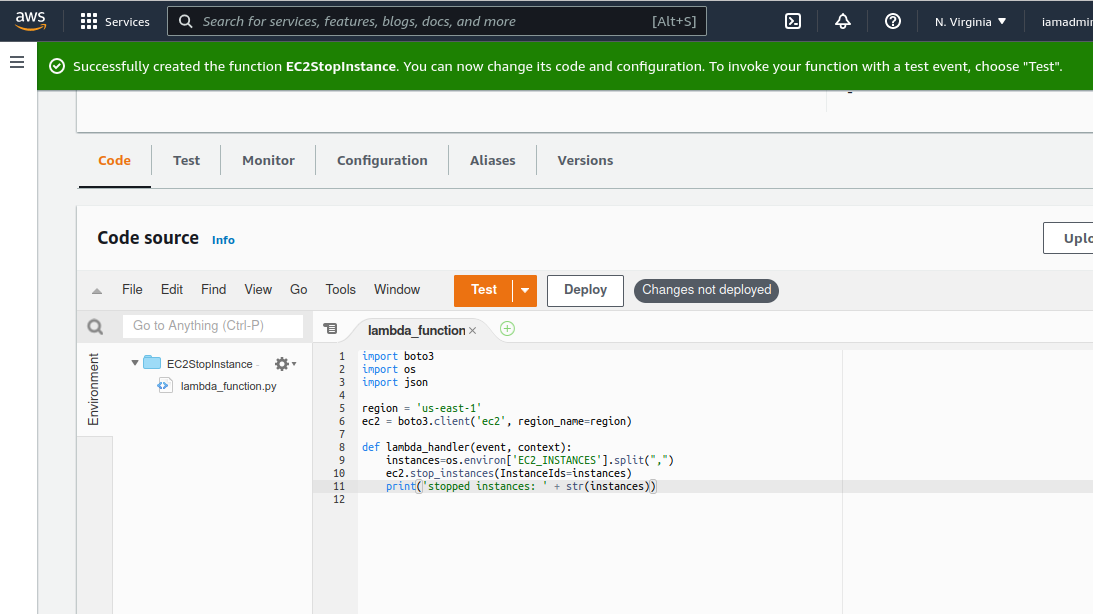 aws Services Search for services, features, blogs, docs, and more [Alt+S] N. Virginia iamadmin
Successfully created the function EC2StopInstance. You can now change its code and configuration. To invoke your function with a test event, choose "Test".
Code Test Monitor Configuration Aliases Versions
Code source Info Uplo
File Edit Find View Go Tools Window Test Deploy Changes not deployed
Go to Anything (Ctrl-P) lambda_function
Environment
EC2StopInstance -
lambda_function.py
1 import boto3
2 import os
3 import json
4
5 region = 'us-east-1'
6 ec2 = boto3.client('ec2', region_name=region)
7
8 def lambda_handler(event, context):
9 instances=os.environ['EC2_INSTANCES'].split(",")
10 ec2.stop_instances(InstanceIds=instances)
11 print('stopped instances: ' + str(instances))
12